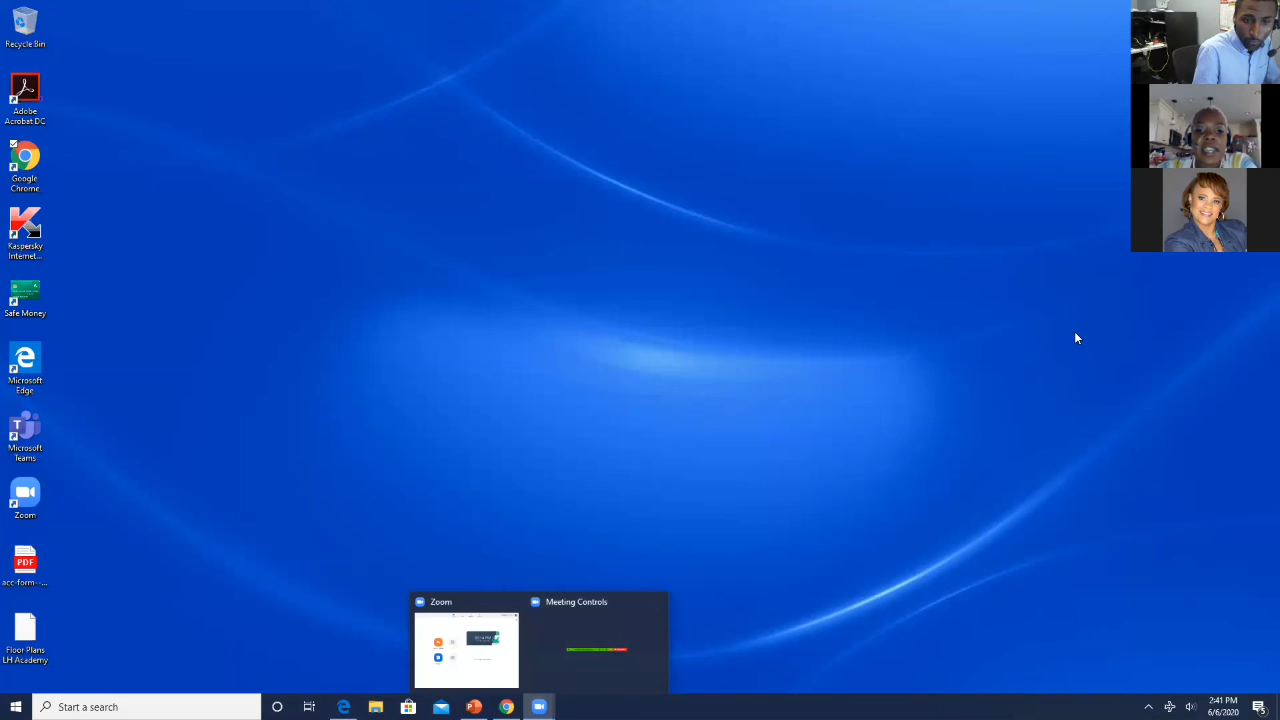 Recycle Bin
Adobe
Acrobat DC
Google
Chrome
Kaspersky
Internet...
Safe Money
Microsoft
Edge
Microsoft
Teams
Zoom
PDF
acc-form--...
Floor Plans
LH Academy
Zoom
Meeting Controls
Start a search
2:41 PM
6/6/2020